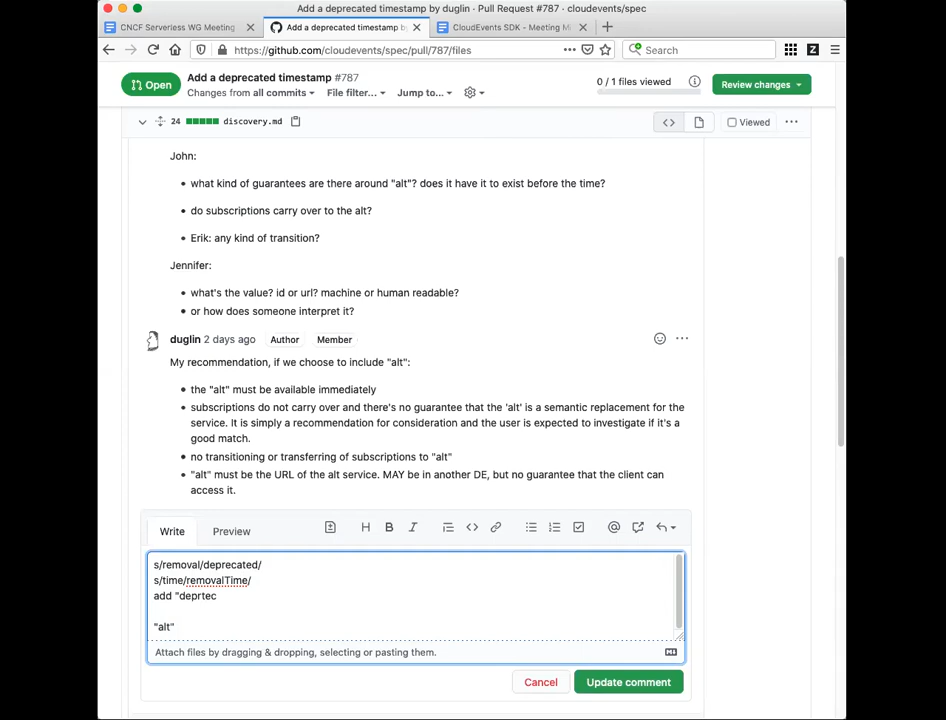 Add a deprecated timestamp by duglin · Pull Request #787 · cloudevents/spec
CNCF Serverless WG Meeting
Add a deprecated timestamp by
CloudEvents SDK - Meeting Mi
https://github.com/cloudevents/spec/pull/787/files
Search
Open
Add a deprecated timestamp #787
Changes from all commits
File filter...
Jump to...
0 / 1 files viewed
Review changes
24
discovery.md
Viewed
John:
what kind of guarantees are there around "alt"? does it have it to exist before the time?
do subscriptions carry over to the alt?
Erik: any kind of transition?
Jennifer:
what's the value? id or url? machine or human readable?
or how does someone interpret it?
duglin 2 days ago Author Member
My recommendation, if we choose to include "alt":
the "alt" must be available immediately
subscriptions do not carry over and there's no guarantee that the 'alt' is a semantic replacement for the
service. It is simply a recommendation for consideration and the user is expected to investigate if it's a
good match.
no transitioning or transferring of subscriptions to "alt"
"alt" must be the URL of the alt service. MAY be in another DE, but no guarantee that the client can
access it.
Write
Preview
H B I
s/removal/deprecated/
s/time/removalTime/
add "deprtec
"alt"
Attach files by dragging & dropping, selecting or pasting them.
Cancel
Update comment